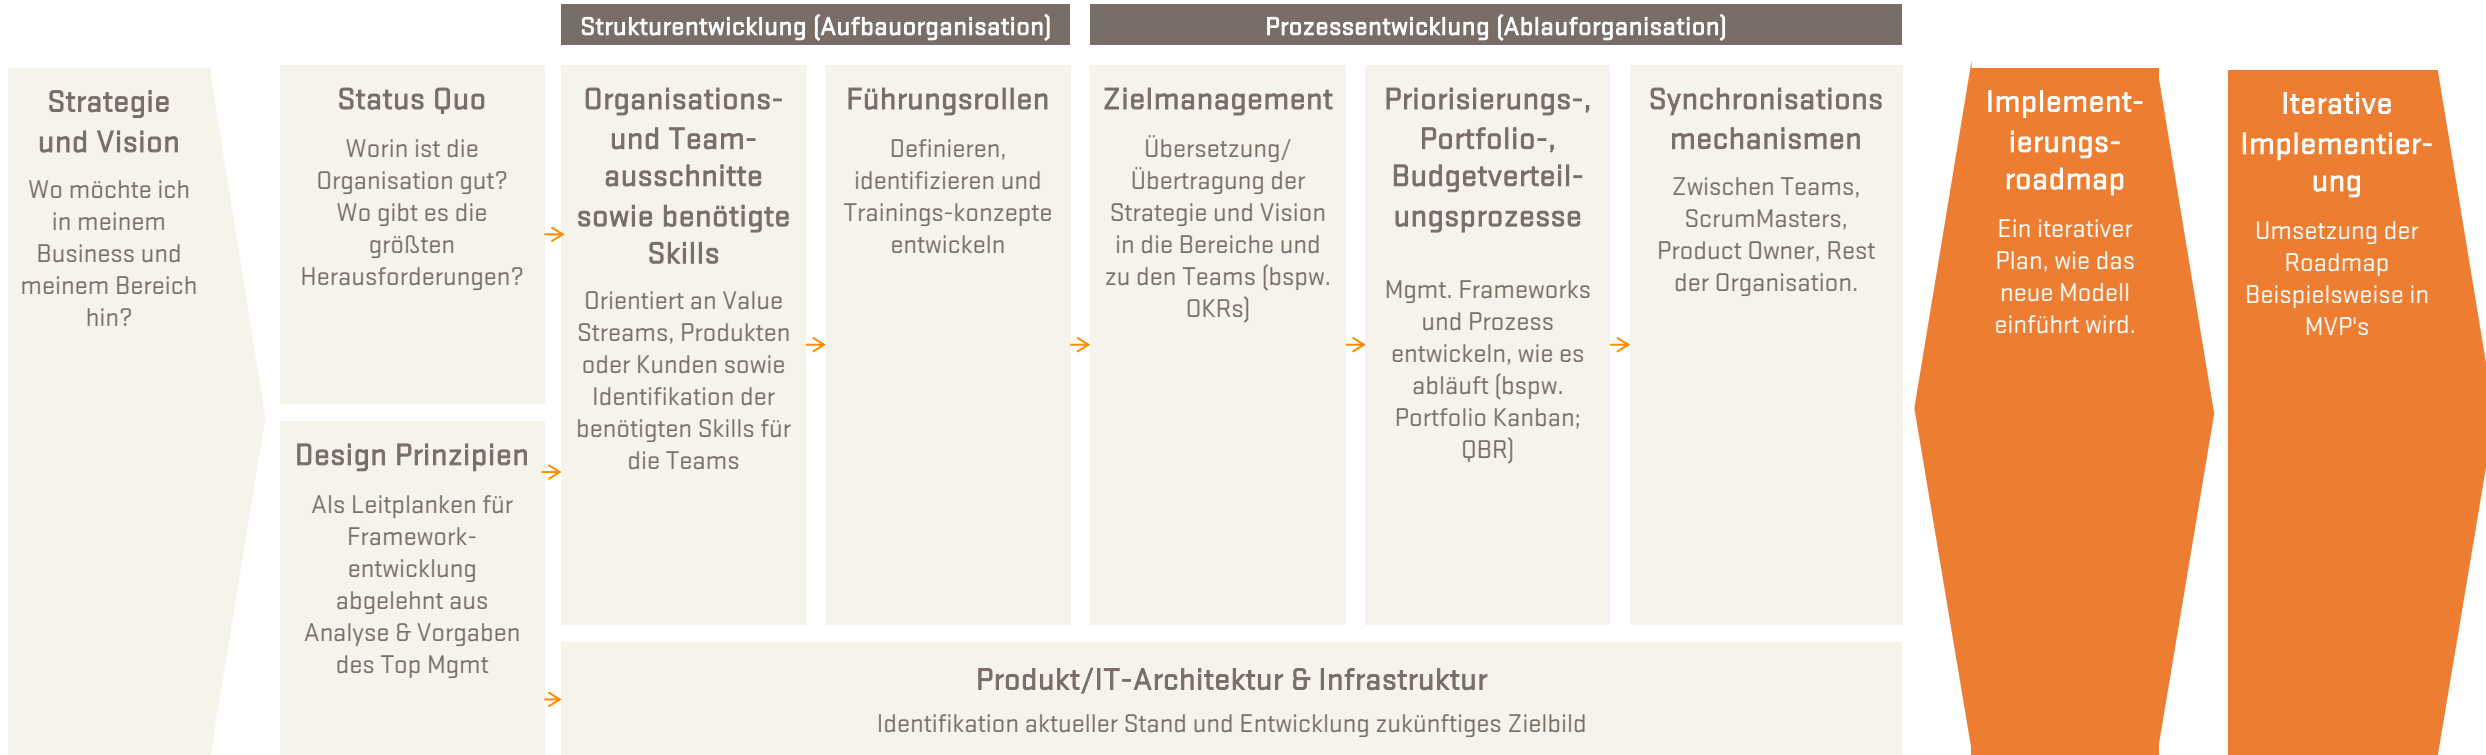 Strukturentwicklung (Aufbauorganisation)
Prozessentwicklung (Ablauforganisation)
Strategie
und Vision
Wo möchte ich
in meinem
Business und
meinem Bereich
hin?
Status Quo
Worin ist die
Organisation gut?
Wo gibt es die
größten
Herausforderungen?
Design Prinzipien
Als Leitplanken für
Framework-
entwicklung
abgelehnt aus
Analyse & Vorgaben
des Top Mgmt
Organisations-
und Team-
ausschnitte
sowie benötigte
Skills
Orientiert an Value
Streams, Produkten
oder Kunden sowie
Identifikation der
benötigten Skills für
die Teams
Führungsrollen
Definieren,
identifizieren und
Trainings-konzepte
entwickeln
Zielmanagement
Übersetzung/
Übertragung der
Strategie und Vision
in die Bereiche und
zu den Teams (bspw.
OKRs)
Priorisierungs-,
Portfolio-,
Budgetverteil-
ungsprozesse
Mgmt. Frameworks
und Prozess
entwickeln, wie es
abläuft (bspw.
Portfolio Kanban;
QBR)
Synchronisations
mechanismen
Zwischen Teams,
ScrumMasters,
Product Owner, Rest
der Organisation.
Produkt/IT-Architektur & Infrastruktur
Identifikation aktueller Stand und Entwicklung zukünftiges Zielbild
Implement-
ierungs-
roadmap
Ein iterativer
Plan, wie das
neue Modell
einführt wird.
Iterative
Implementier-
ung
Umsetzung der
Roadmap
Beispielsweise in
MVP's